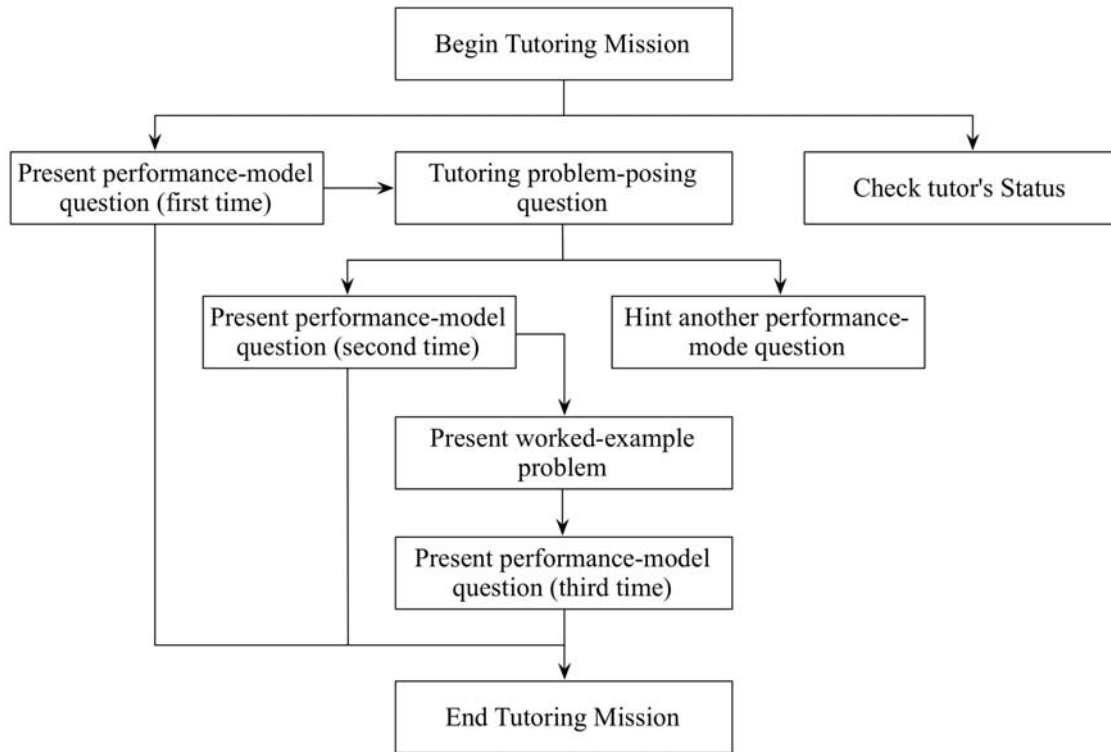 Begin Tutoring Mission
Present performance-model
question (first time)
Tutoring problem-posing
question
Check tutor's Status
Present performance-model
question (second time)
Hint another performance-
mode question
Present worked-example
problem
Present performance-model
question (third time)
End Tutoring Mission